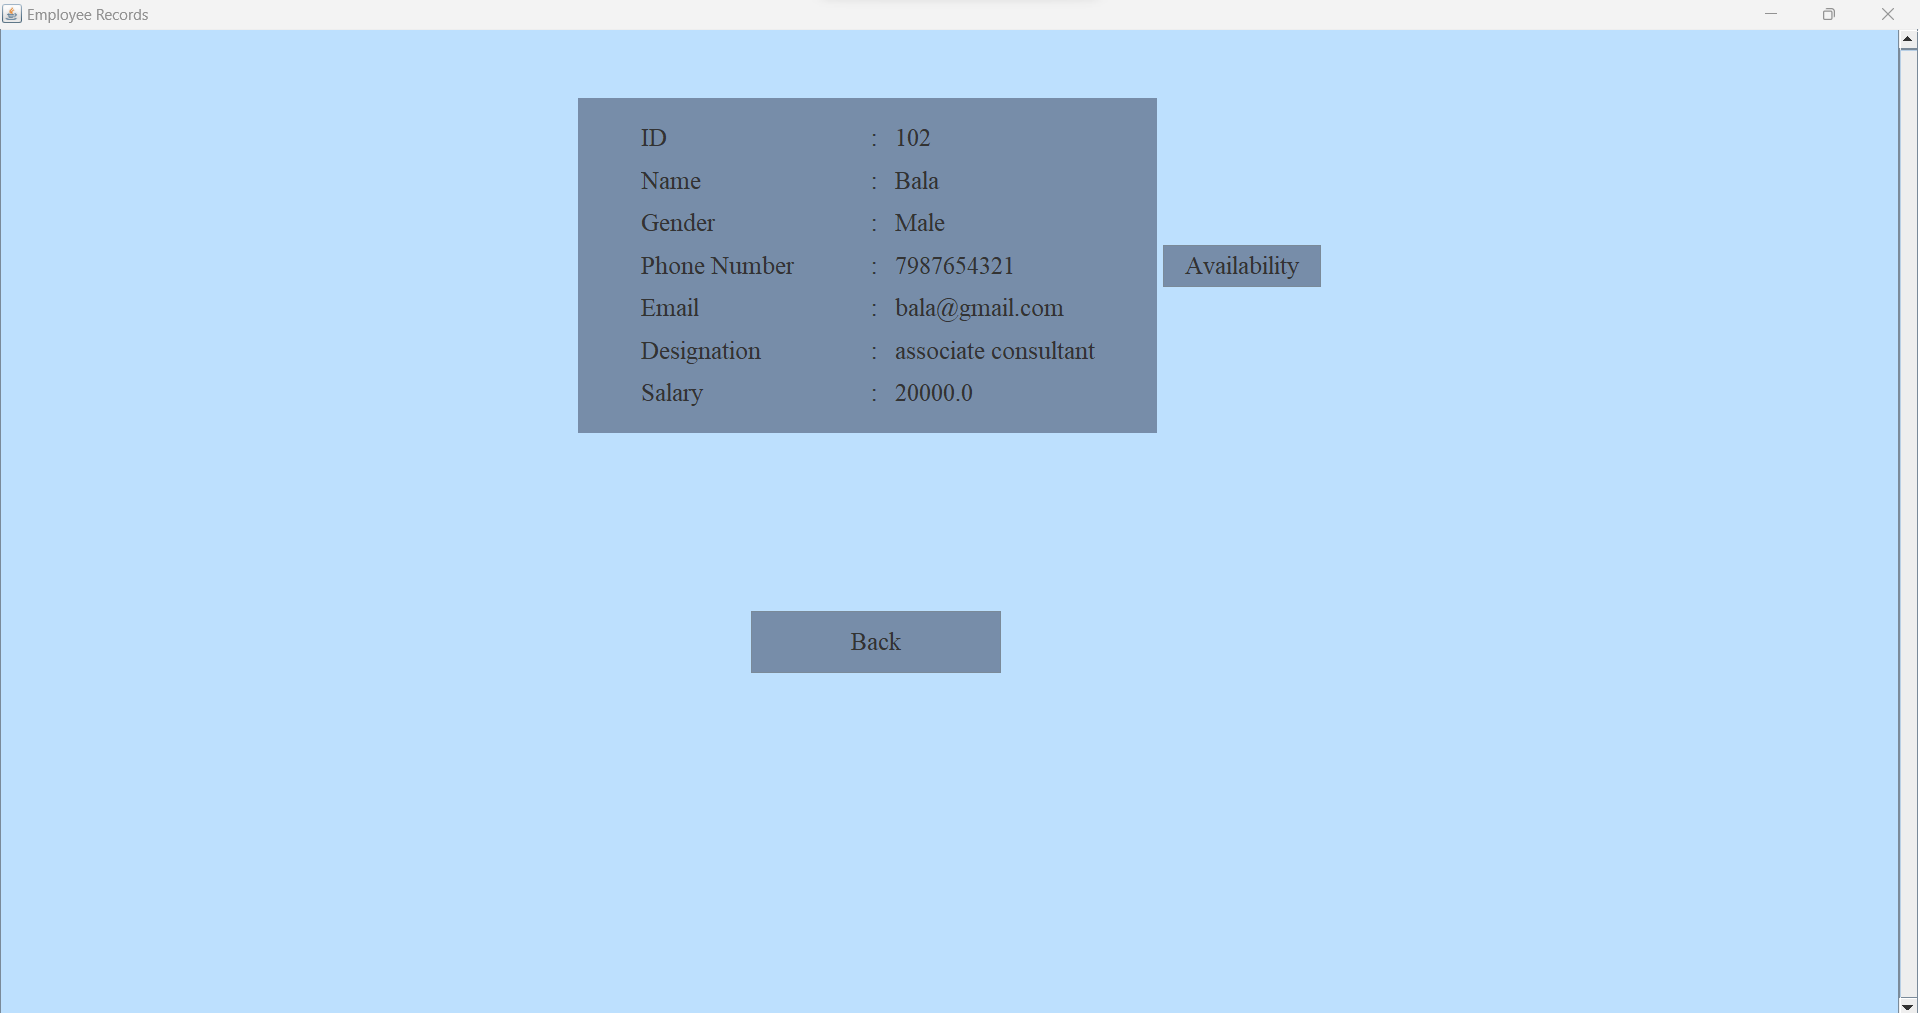 Employee Records
ID : 102
Name : Bala
Gender : Male
Phone Number : 7987654321
Availability
Email : bala@gmail.com
Designation : associate consultant
Salary : 20000.0
Back